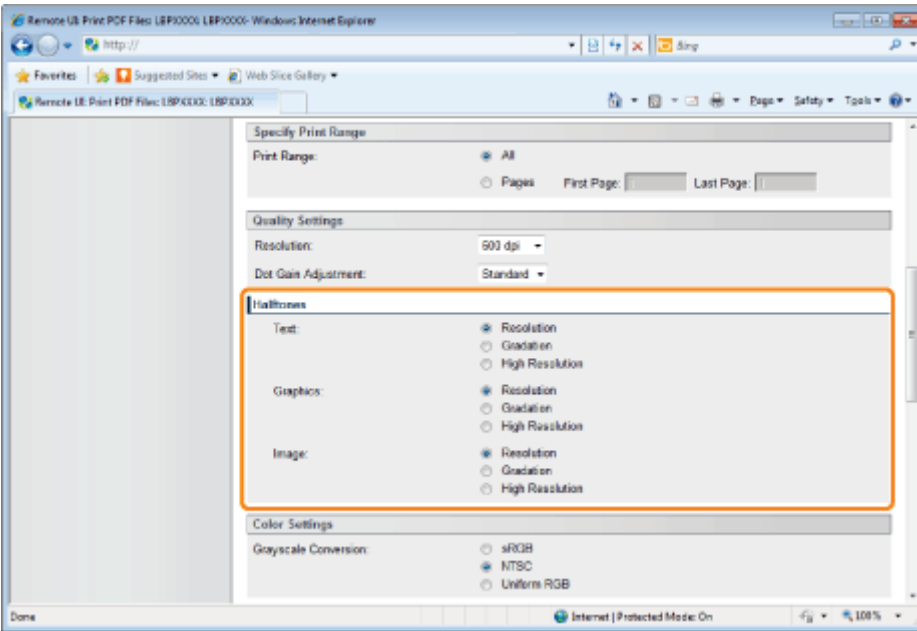 Remote UI: Print PDF Files: LBPXXXX: LBPXXXX - Windows Internet Explorer
http://
Bing
Favorites Suggested Sites Web Slice Gallery
Remote UI: Print PDF Files: LBPXXXX: LBPXXXX
Page Safety Tools
Specify Print Range
Print Range: All
Pages First Page: Last Page:
Quality Settings
Resolution: 600 dpi
Dot Gain Adjustment: Standard
Halftones
Text: Resolution
Gradation
High Resolution
Graphics: Resolution
Gradation
High Resolution
Image: Resolution
Gradation
High Resolution
Color Settings
Grayscale Conversion: sRGB
NTSC
Uniform RGB
Done Internet | Protected Mode: On 100%